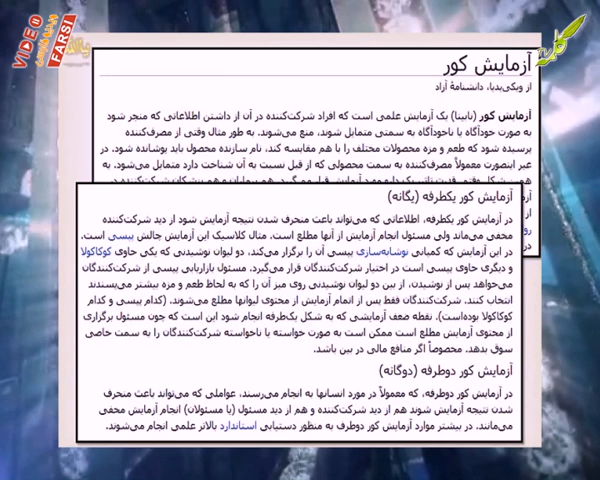 VIDEO
FARSI
آزمایش کور
از ویکی‌پدیا، دانشنامهٔ آزاد
آزمایش کور (نابینا) یک آزمایش علمی است که افراد شرکت‌کننده در آن از داشتن اطلاعاتی که منجر شود
به صورت خودآگاه یا ناخودآگاه به سمتی متمایل شوند، منع می‌شوند. به طور مثال وقتی از مصرف‌کننده
پرسیده شود که طعم و مزه محصولات مختلف را با هم مقایسه کند، نام سازنده محصول باید پوشانده شود. در
غیر اینصورت معمولاً مصرف‌کننده به سمت محصولی که از قبل نسبت به آن شناخت دارد متمایل می‌شود. به
آزمایش کور یکطرفه (یگانه)
در آزمایش کور یکطرفه، اطلاعاتی که می‌تواند باعث منحرف شدن نتیجه آزمایش شود از دید شرکت‌کننده
مخفی می‌ماند ولی مسئول انجام آزمایش از آنها مطلع است. مثال کلاسیک این آزمایش چالش پپسی است.
در این آزمایش که کمپانی نوشابه‌سازی پپسی آن را برگزار می‌کند، دو لیوان نوشیدنی که یکی حاوی کوکاکولا
و دیگری حاوی پپسی است در اختیار شرکت‌کنندگان قرار می‌گیرد. مسئول بازاریابی پپسی از شرکت‌کنندگان
می‌خواهد پس از نوشیدن، از بین دو لیوان نوشیدنی روی میز آن را که به لحاظ طعم و مزه بیشتر می‌پسندند
انتخاب کنند. شرکت‌کنندگان فقط پس از اتمام آزمایش از محتوی لیوانها مطلع می‌شوند. (کدام پپسی و کدام
کوکاکولا بوده‌است). نقطه ضعف آزمایشی که به شکل یک‌طرفه انجام شود این است که چون مسئول برگزاری
از محتوی آزمایش مطلع است ممکن است به صورت خواسته یا ناخواسته شرکت‌کنندگان را به سمت خاصی
سوق بدهد. مخصوصاً اگر منافع مالی در بین باشد.
آزمایش کور دوطرفه (دوگانه)
در آزمایش کور دوطرفه، که معمولاً در مورد انسانها به انجام می‌رسند، عواملی که می‌تواند باعث منحرف
شدن نتیجه آزمایش شوند هم از دید شرکت‌کننده و هم از دید مسئول (یا مسئولان) انجام آزمایش مخفی
می‌مانند. در بیشتر موارد آزمایش کور دوطرف به منظور دستیابی استاندارد بالاتر علمی انجام می‌شوند.